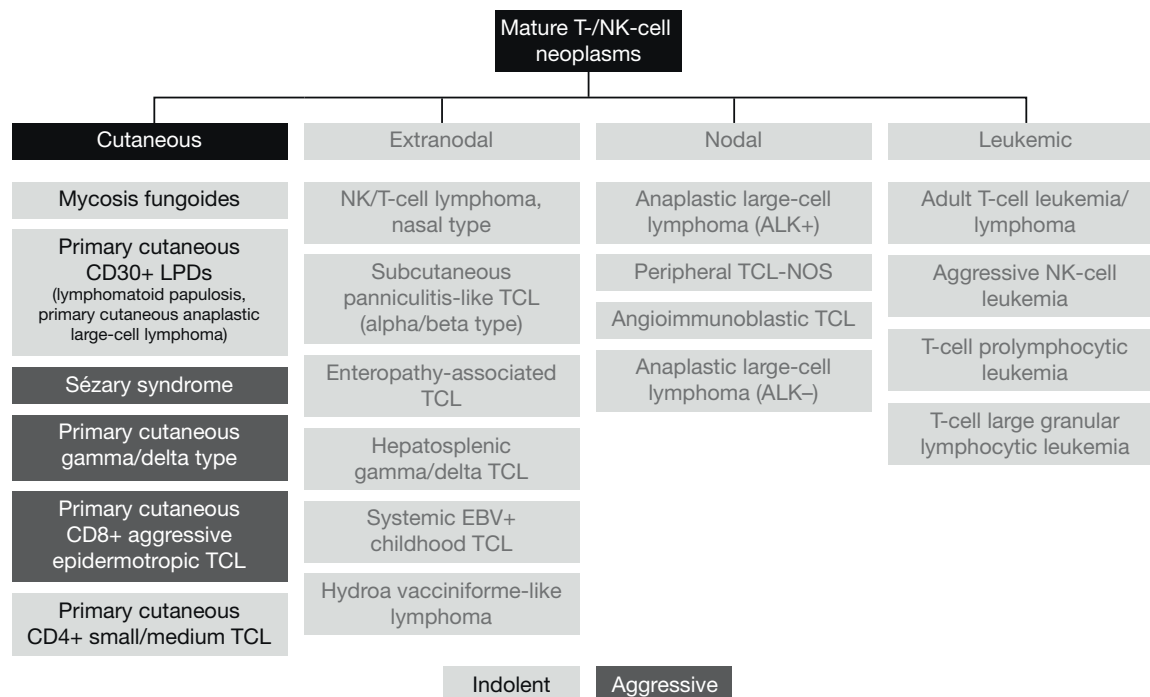 Mature T-/NK-cell
neoplasms
Cutaneous
Extranodal
Nodal
Leukemic
Mycosis fungoides
Primary cutaneous
CD30+ LPDs
(lymphomatoid papulosis,
primary cutaneous anaplastic
large-cell lymphoma)
Sézary syndrome
Primary cutaneous
gamma/delta type
Primary cutaneous
CD8+ aggressive
epidermotropic TCL
Primary cutaneous
CD4+ small/medium TCL
NK/T-cell lymphoma,
nasal type
Subcutaneous
panniculitis-like TCL
(alpha/beta type)
Enteropathy-associated
TCL
Hepatosplenic
gamma/delta TCL
Systemic EBV+
childhood TCL
Hydroa vacciniforme-like
lymphoma
Anaplastic large-cell
lymphoma (ALK+)
Peripheral TCL-NOS
Angioimmunoblastic TCL
Anaplastic large-cell
lymphoma (ALK–)
Adult T-cell leukemia/
lymphoma
Aggressive NK-cell
leukemia
T-cell prolymphocytic
leukemia
T-cell large granular
lymphocytic leukemia
Indolent
Aggressive